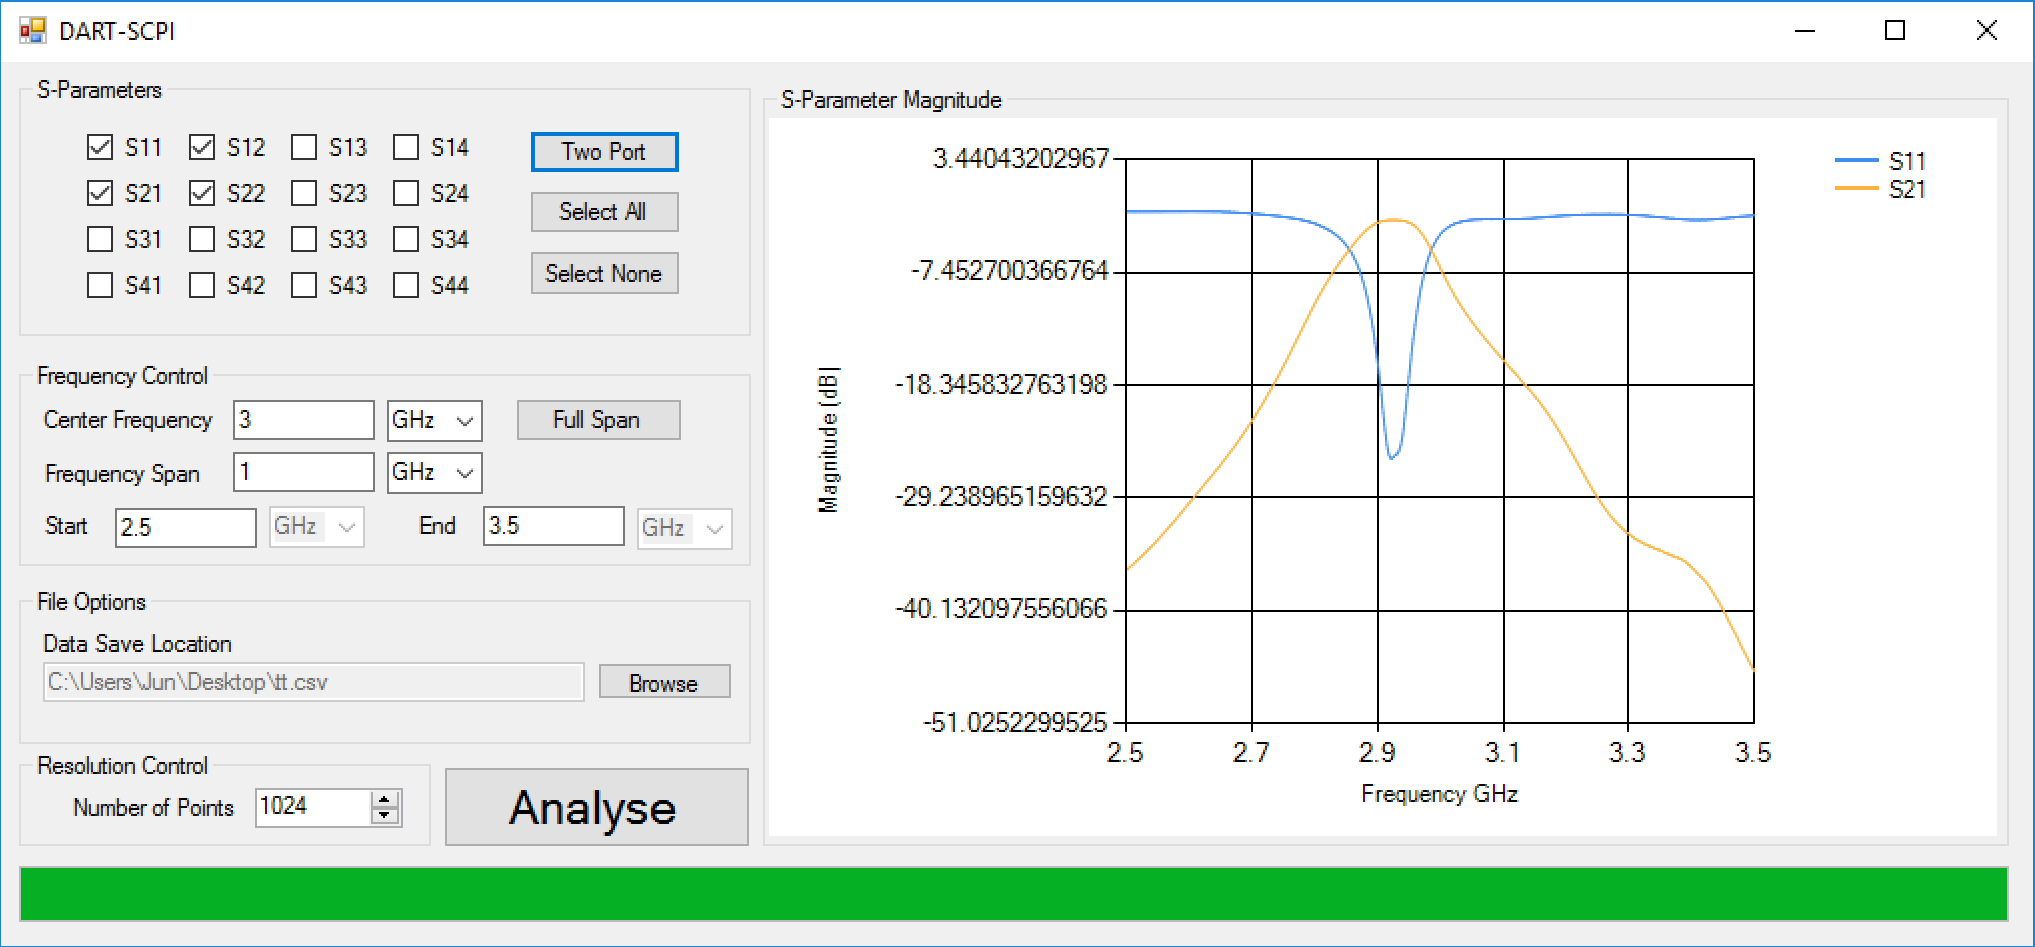 DART-SCPI
S-Parameters
S11 S12 S13 S14
S21 S22 S23 S24
S31 S32 S33 S34
S41 S42 S43 S44
Two Port
Select All
Select None
Frequency Control
Center Frequency 3 GHz Full Span
Frequency Span 1 GHz
Start 2.5 GHz End 3.5 GHz
File Options
Data Save Location
C:\Users\Jun\Desktop\tt.csv Browse
Resolution Control
Number of Points 1024
Analyse
S-Parameter Magnitude
3.44043202967
-7.452700366764
-18.345832763198
-29.238965159632
-40.132097556066
-51.0252299525
Magnitude (dB)
2.5 2.7 2.9 3.1 3.3 3.5
Frequency GHz
S11
S21